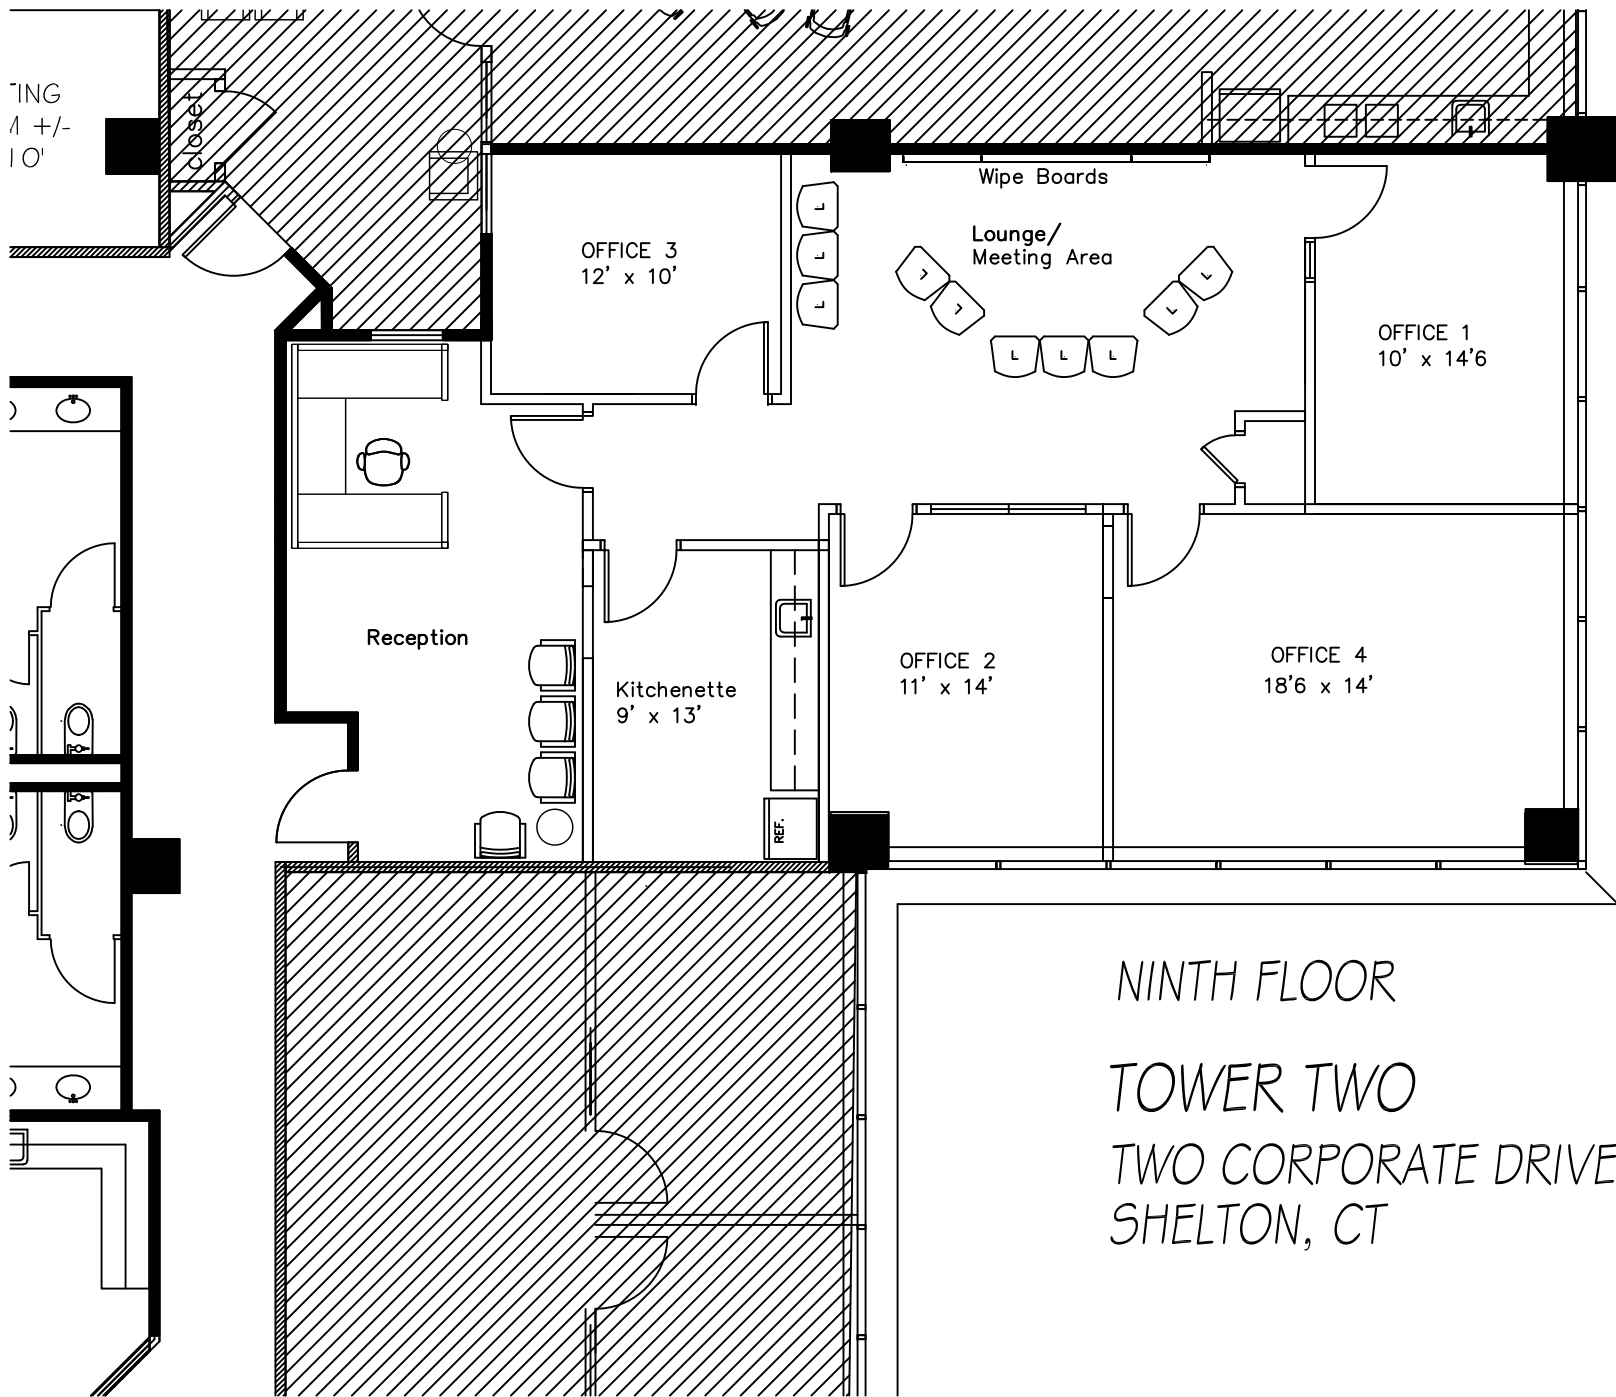 closet
+/-
10'
Wipe Boards
Lounge/
Meeting Area
OFFICE 3
12' x 10'
OFFICE 1
10' x 14'6
Reception
Kitchenette
9' x 13'
REF.
OFFICE 2
11' x 14'
OFFICE 4
18'6 x 14'
NINTH FLOOR
TOWER TWO
TWO CORPORATE DRIVE
SHELTON, CT